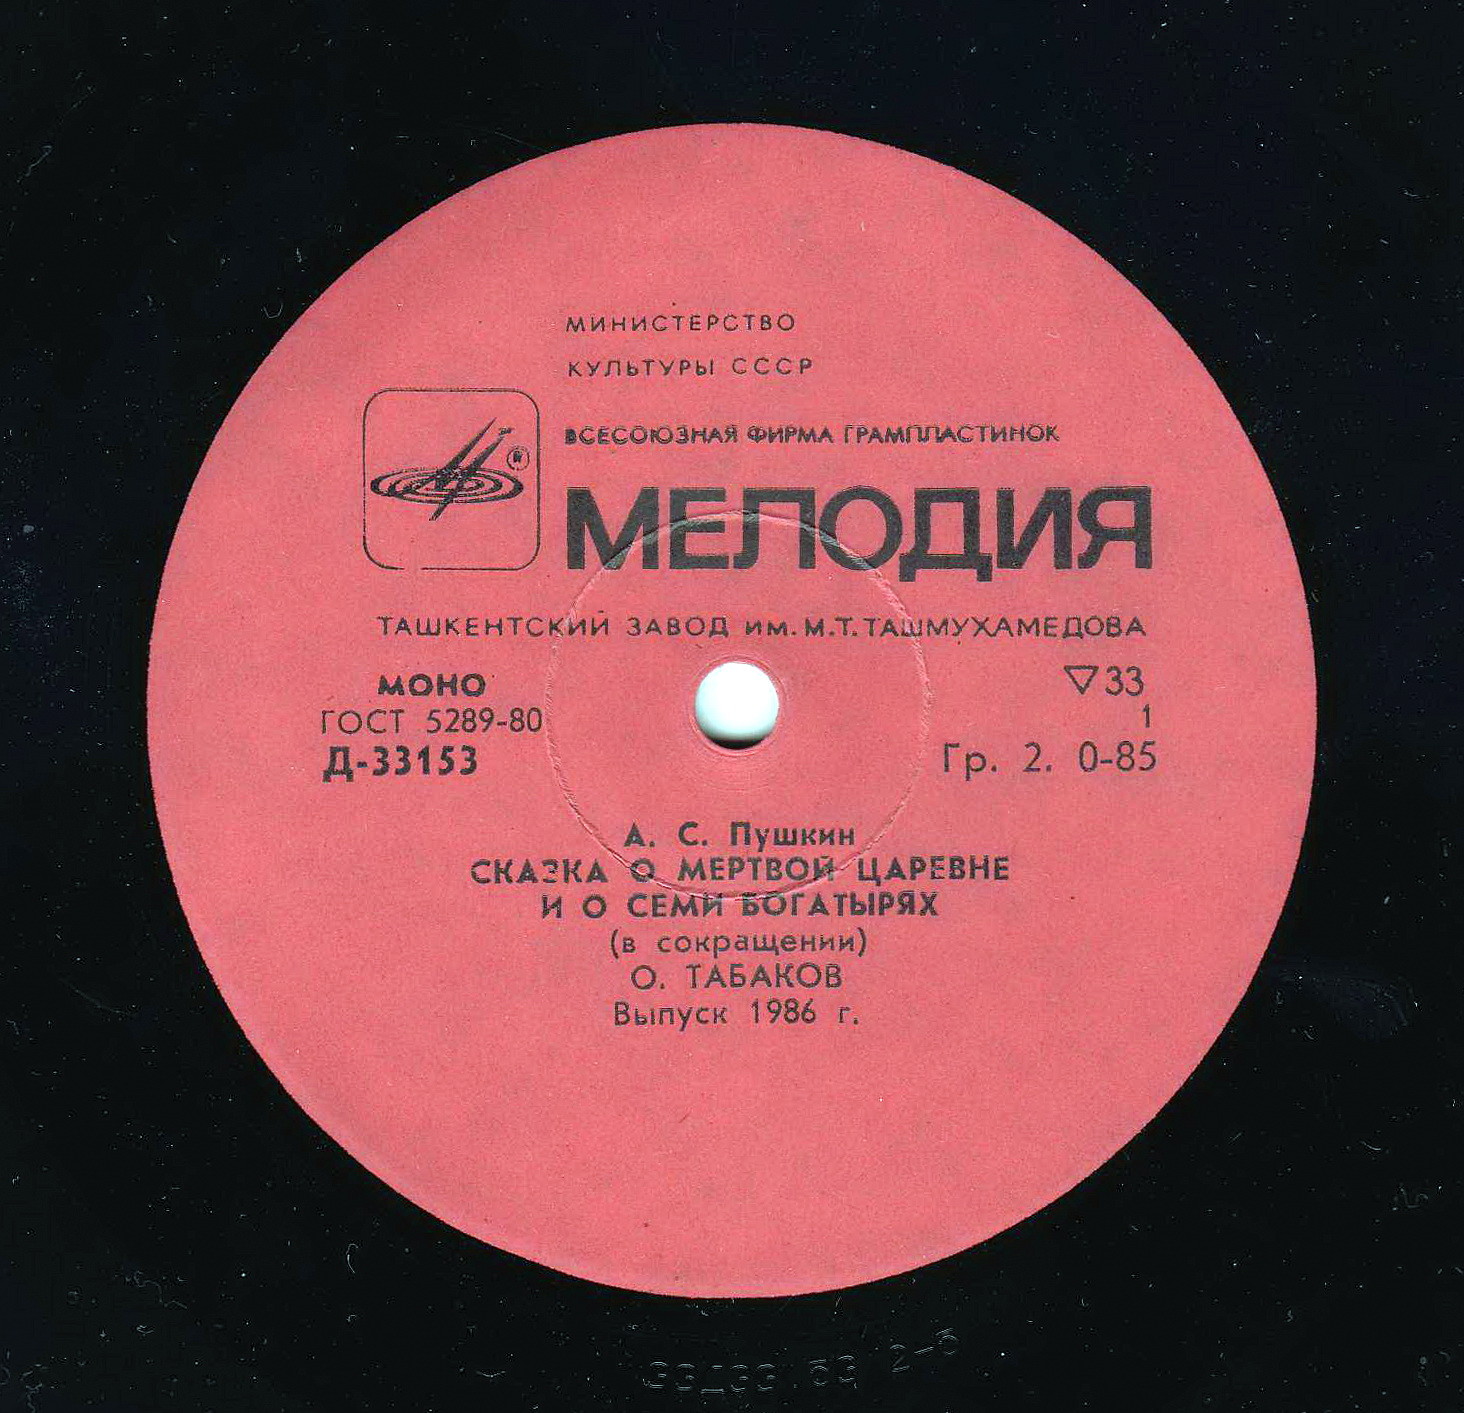 МИНИСТЕРСТВО
КУЛЬТУРЫ СССР
ВСЕСОЮЗНАЯ ФИРМА ГРАМПЛАСТИНОК
МЕЛОДИЯ
ТАШКЕНТСКИЙ ЗАВОД ИМ. М.Т. ТАШМУХАМЕДОВА
МОНО ▽33
ГОСТ 5289-80 1
Д-33153 Гр. 2. 0-85
А. С. Пушкин
СКАЗКА О МЕРТВОЙ ЦАРЕВНЕ
И О СЕМИ БОГАТЫРЯХ
(в сокращении)
О. ТАБАКОВ
Выпуск 1986 г.